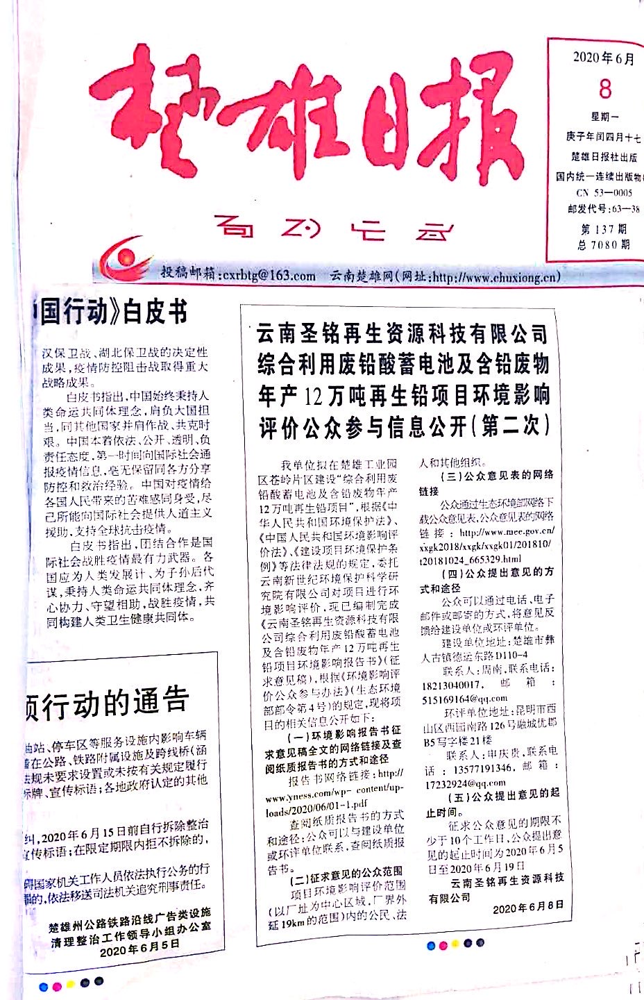 楚雄日报
2020年6月
8
星期一
庚子年闰四月十七
楚雄日报社出版
国内统一连续出版物
CN 53—0005
邮发代号:63—38
第 137 期
总 7080 期
投稿邮箱:cxrbtg@163.com 云南楚雄网(网址:http://www.chuxiong.cn)
国行动》白皮书
汉保卫战、湖北保卫战的决定性
成果,疫情防控阻击战取得重大
战略成果。
白皮书指出,中国始终秉持人
类命运共同体理念,肩负大国担
当,同其他国家并肩作战、共克时
艰。中国本着依法、公开、透明、负
责任态度,第一时间向国际社会通
报疫情信息,毫无保留同各方分享
防控和救治经验。中国对疫情给
各国人民带来的苦难感同身受,尽
己所能向国际社会提供人道主义
援助,支持全球抗击疫情。
白皮书指出,团结合作是国
际社会战胜疫情最有力武器。各
国应为人类发展计、为子孙后代
谋,秉持人类命运共同体理念,齐
心协力、守望相助,战胜疫情,共
同构建人类卫生健康共同体。
项行动的通告
油站、停车区等服务设施内影响车辆
在公路、铁路附属设施及跨线桥(涵
法规未要求设置或未按有关规定履行
标牌、宣传标语;各地政府认定的其他
纠,2020年6月15日前自行拆除整治
宣传标语;在限定期限内拒不拆除的,
碍国家机关工作人员依法执行公务的行
的,依法移送司法机关追究刑事责任。
楚雄州公路铁路沿线广告类设施
清理整治工作领导小组办公室
2020年6月5日
云南圣铭再生资源科技有限公司
综合利用废铅酸蓄电池及含铅废物
年产12万吨再生铅项目环境影响
评价公众参与信息公开(第二次)
我单位拟在楚雄工业园
区苍岭片区建设“综合利用废
铅酸蓄电池及含铅废物年产
12万吨再生铅项目”,根据《中
华人民共和国环境保护法》、
《中国人民共和国环境影响评
价法》、《建设项目环境保护条
例》等法律法规的规定,委托
云南新世纪环境保护科学研
究院有限公司对项目进行环
境影响评价,现已编制完成
《云南圣铭再生资源科技有限
公司综合利用废铅酸蓄电池
及含铅废物年产12万吨再生
铅项目环境影响报告书》(征
求意见稿),根据《环境影响评
价公众参与办法》(生态环境
部部令第4号)的规定,现将项
目的相关信息公开如下:
(一)环境影响报告书征
求意见稿全文的网络链接及查
阅纸质报告书的方式和途径
报告书网络链接:http://
www.yness.com/wp- content/up-
loads/2020/06/01-1.pdf
查阅纸质报告书的方式
和途径:公众可以与建设单位
或环评单位联系,查阅纸质报
告书。
(二)征求意见的公众范围
项目环境影响评价范围
(以厂址为中心区域,厂界外
延19km的范围)内的公民、法
人和其他组织。
(三)公众意见表的网络
链接
公众通过生态环境部网络下
载公众意见表,公众意见表的网络
链接:http://www.mee.gov.cn/
xxgk2018/xxgk/xxgk01/201810/
t20181024_665329.html
(四)公众提出意见的方
式和途径
公众可以通过电话、电子
邮件或邮寄的方式,将意见反
馈给建设单位或环评单位。
建设单位地址:楚雄市彝
人古镇德运东路D110-4
联系人:周南,联系电话:
18213040017,邮箱:
515169164@qq.com
环评单位地址:昆明市西
山区西园南路126号融城优郡
B5写字楼21楼
联系人:申庆贵,联系电
话:13577191346,邮箱:
17232924@qq.com
(五)公众提出意见的起
止时间。
征求公众意见的期限不
少于10个工作日,公众提出意
见的起止时间为2020年6月5
日至2020年6月19日
云南圣铭再生资源科技
有限公司
2020年6月8日